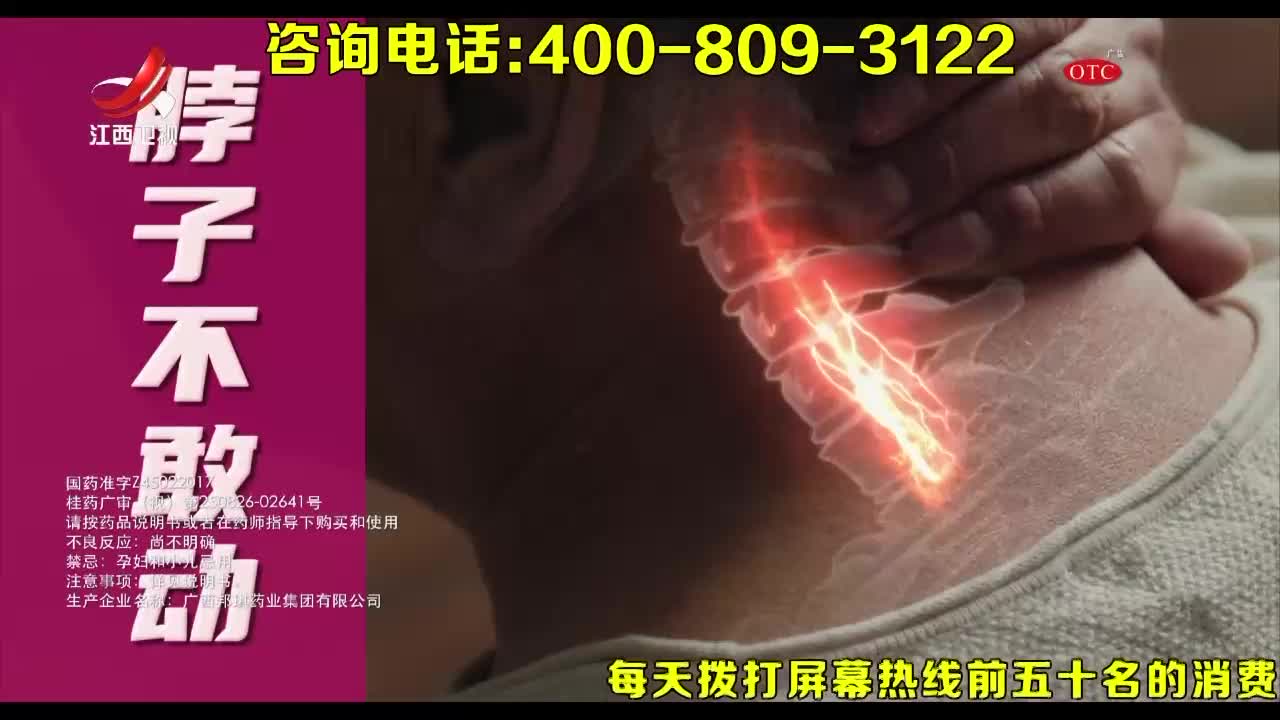 咨询电话:400-809-3122
广告
OTC
江西卫视
脖子不敢动
国药准字Z45022017
桂药广审（视）第250826-02641号
请按药品说明书或者在药师指导下购买和使用
不良反应：尚不明确
禁忌：孕妇和小儿忌用
注意事项：详见说明书。
生产企业名称：广西邦琪药业集团有限公司
每天拨打屏幕热线前五十名的消费